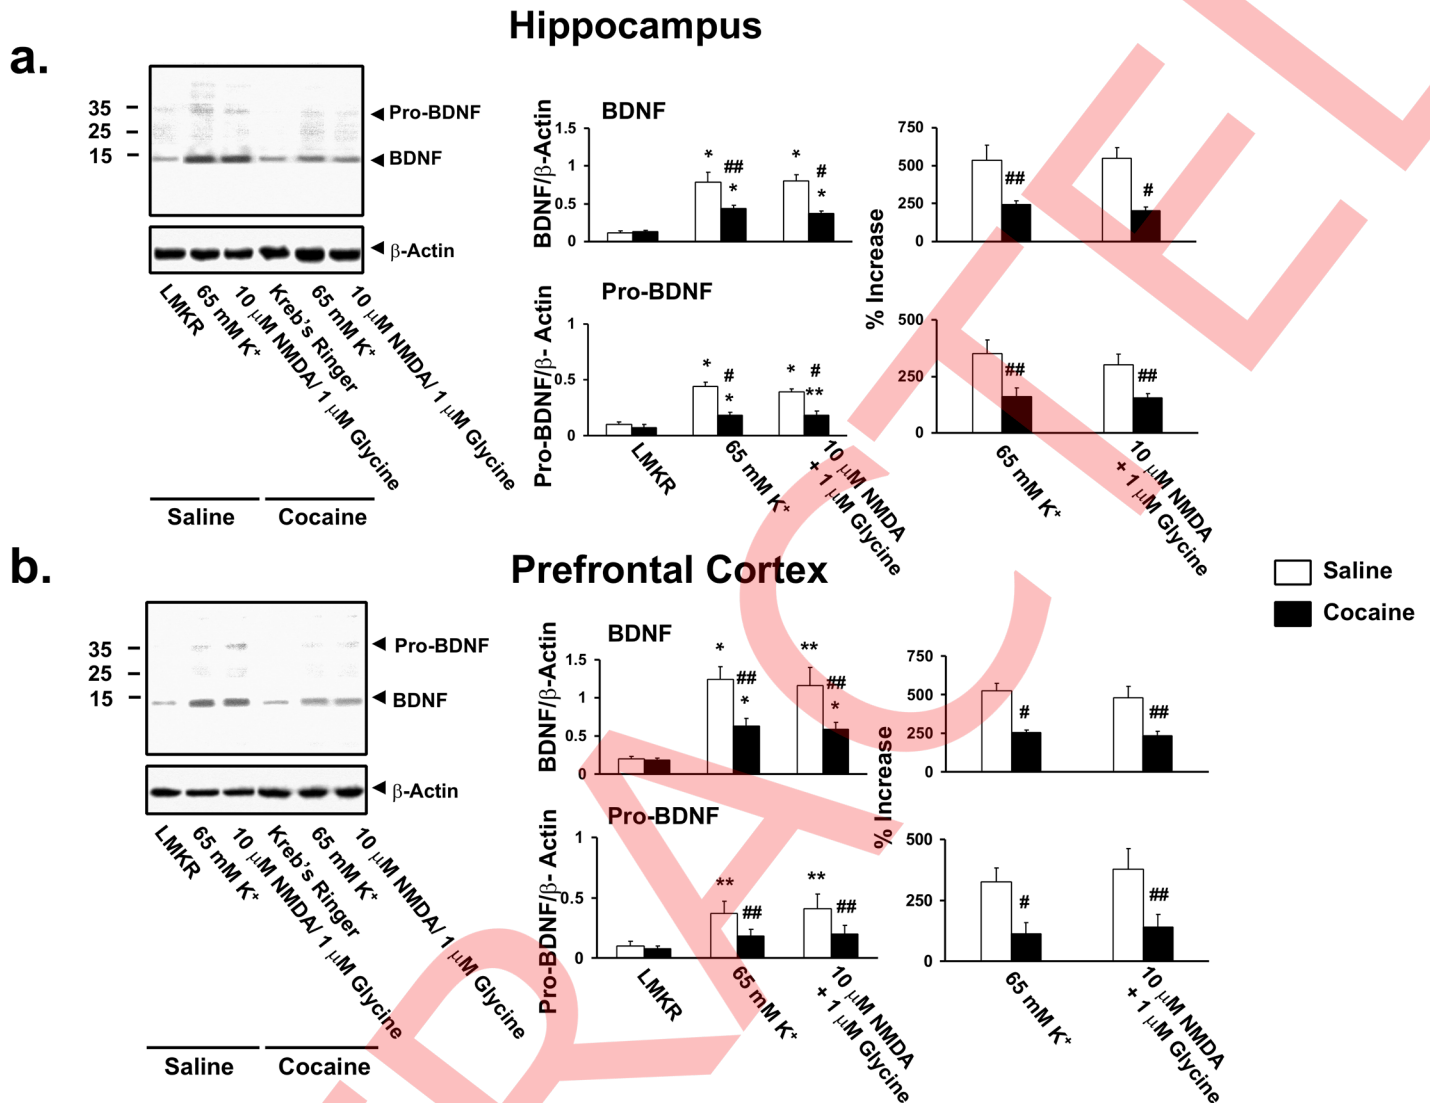 Hippocampus
a.
35
25
15
Pro-BDNF
BDNF
β-Actin
LMKR
65 mM K+
10 μM NMDA/ 1 μM Glycine
Kreb's Ringer
65 mM K+
10 μM NMDA/ 1 μM Glycine
Saline
Cocaine
BDNF
BDNF/β-Actin
1.5
1
0.5
0
*
##
*
*
#
*
Pro-BDNF
Pro-BDNF/β- Actin
1
0.5
0
*
#
*
*
#
**
LMKR
65 mM K+
10 μM NMDA
+ 1 μM Glycine
% Increase
750
500
250
0
##
#
500
250
0
##
##
65 mM K+
10 μM NMDA
+ 1 μM Glycine
b.
Prefrontal Cortex
35
25
15
Pro-BDNF
BDNF
β-Actin
LMKR
65 mM K+
10 μM NMDA/ 1 μM Glycine
Kreb's Ringer
65 mM K+
10 μM NMDA/ 1 μM Glycine
Saline
Cocaine
BDNF
BDNF/β-Actin
1.5
1
0.5
0
*
##
*
**
##
*
Pro-BDNF
Pro-BDNF/β- Actin
1
0.5
0
**
##
**
##
LMKR
65 mM K+
10 μM NMDA
+ 1 μM Glycine
% Increase
750
500
250
0
#
##
500
250
0
#
##
65 mM K+
10 μM NMDA
+ 1 μM Glycine
Saline
Cocaine
RACTE